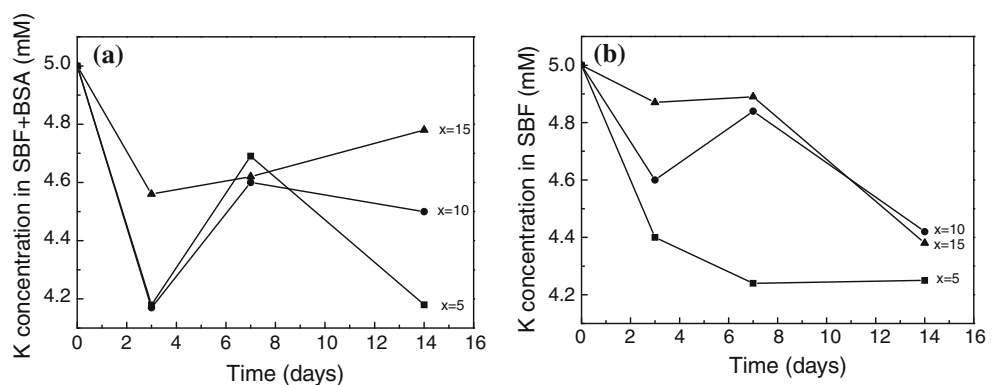 (a)
K concentration in SBF+BSA (mM)
5.0
4.8
4.6
4.4
4.2
x=15
x=10
x=5
0 2 4 6 8 10 12 14 16
Time (days)
(b)
K concentration in SBF (mM)
5.0
4.8
4.6
4.4
4.2
x=10
x=15
x=5
0 2 4 6 8 10 12 14 16
Time (days)